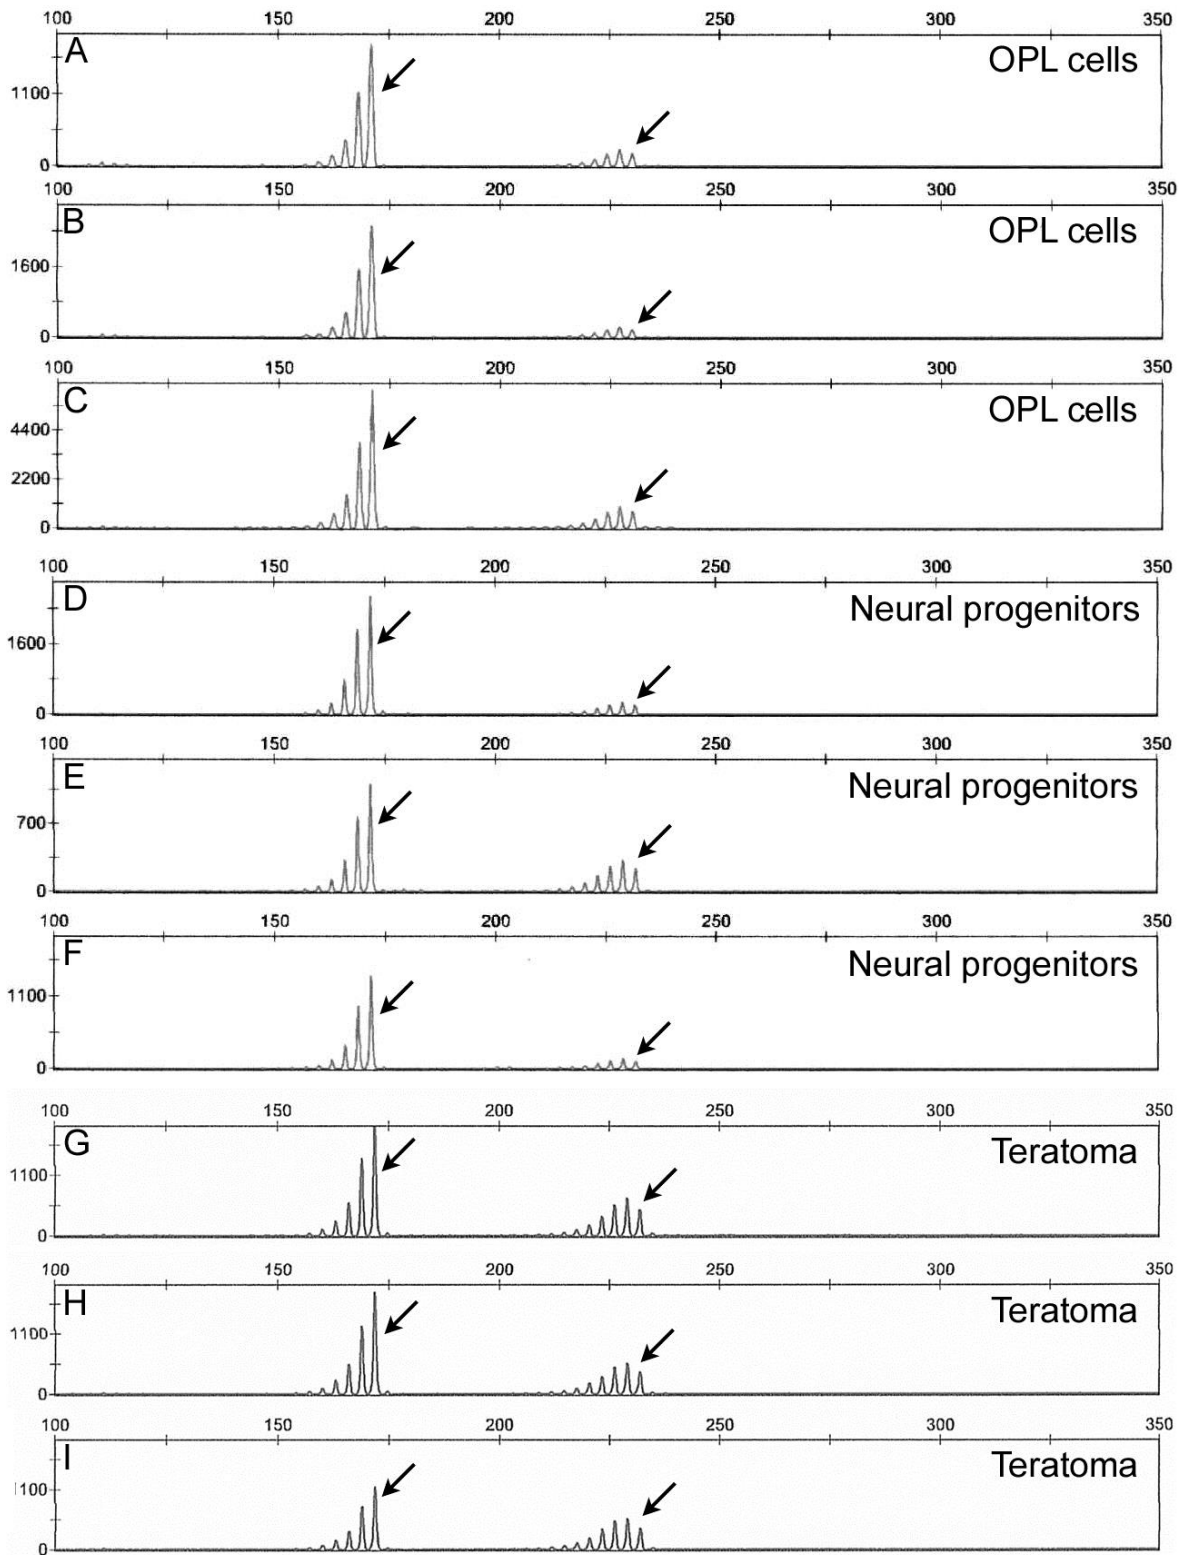 100 150 200 250 300 350
A OPL cells
1100
0
100 150 200 250 300 350
B OPL cells
1600
0
100 150 200 250 300 350
C OPL cells
4400
2200
0
100 150 200 250 300 350
D Neural progenitors
1600
0
100 150 200 250 300 350
E Neural progenitors
700
0
100 150 200 250 300 350
F Neural progenitors
1100
0
100 150 200 250 300 350
G Teratoma
1100
0
100 150 200 250 300 350
H Teratoma
1100
0
100 150 200 250 300 350
I Teratoma
1100
0